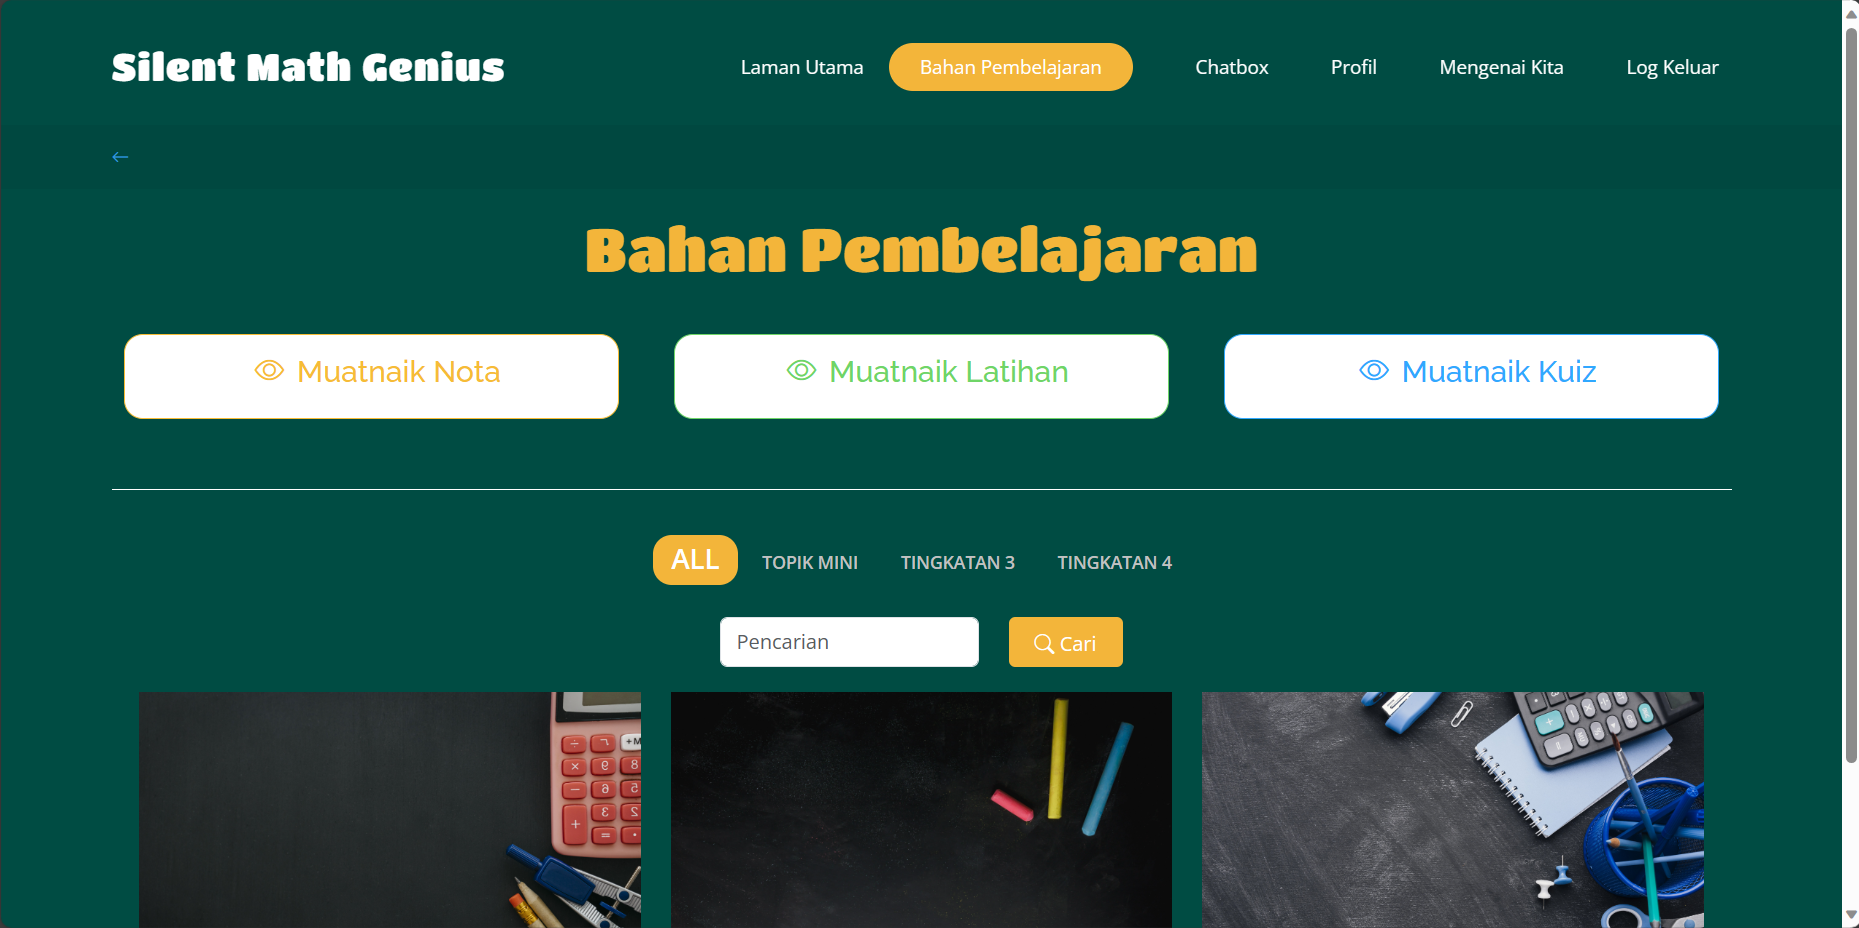 Silent Math Genius
Laman Utama
Bahan Pembelajaran
Chatbox
Profil
Mengenai Kita
Log Keluar
←
Bahan Pembelajaran
Muatnaik Nota
Muatnaik Latihan
Muatnaik Kuiz
ALL
TOPIK MINI
TINGKATAN 3
TINGKATAN 4
Pencarian
Cari